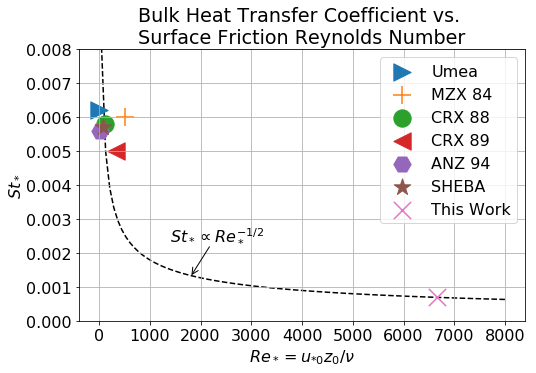 Bulk Heat Transfer Coefficient vs.
Surface Friction Reynolds Number
0.008
0.007
0.006
0.005
0.004
0.003
0.002
0.001
0.000
St*
Umea
MZX 84
CRX 88
CRX 89
ANZ 94
SHEBA
This Work
St* ∝ Re*^{-1/2}
0 1000 2000 3000 4000 5000 6000 7000 8000
Re* = u*0z0/ν